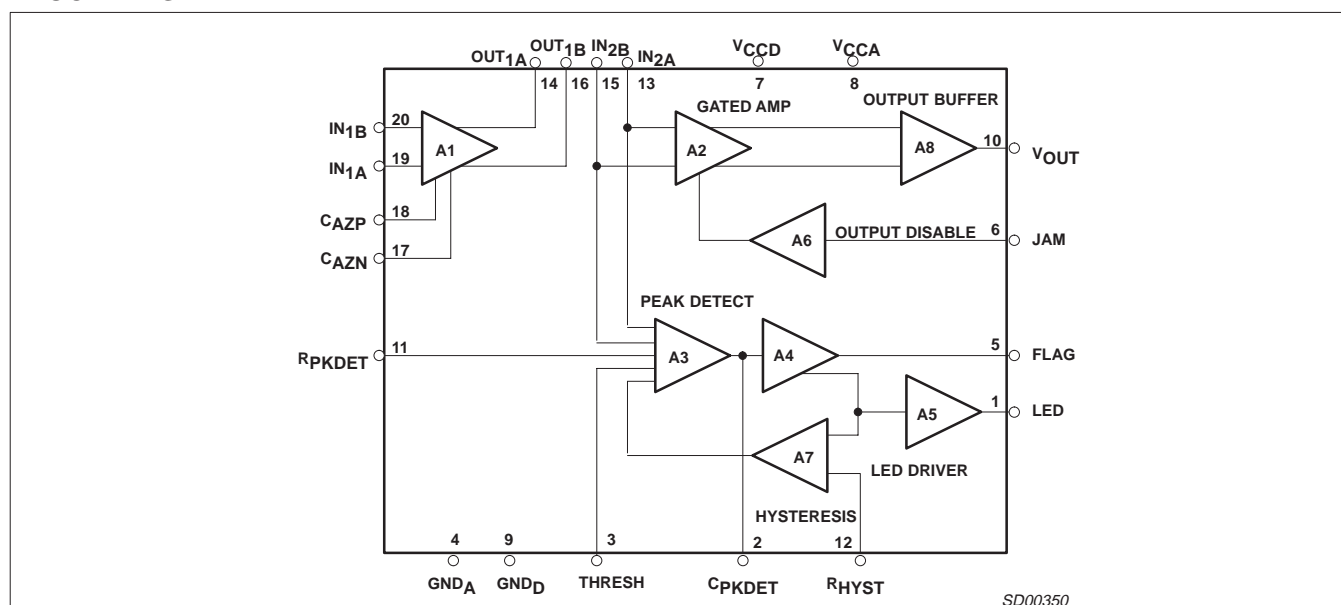 OUT1A OUT1B IN2B IN2A VCCD VCCA
14 16 15 13 7 8
GATED AMP OUTPUT BUFFER
IN1B 20
A1 A2 A8 10 VOUT
IN1A 19
CAZP 18
A6 OUTPUT DISABLE 6 JAM
CAZN 17
PEAK DETECT
RPKDET 11 A3 A4 5 FLAG
A5 1 LED
A7 LED DRIVER
HYSTERESIS
4 9 3 2 12
GNDA GNDD THRESH CPKDET RHYST
SD00350